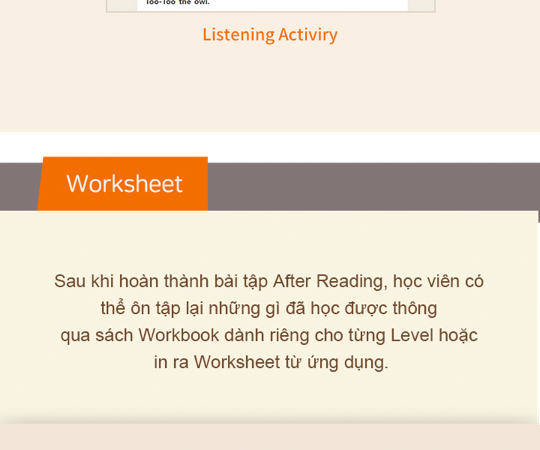 Too-Too the owl.
Listening Activiry
Worksheet
Sau khi hoàn thành bài tập After Reading, học viên có
thể ôn tập lại những gì đã học được thông
qua sách Workbook dành riêng cho từng Level hoặc
in ra Worksheet từ ứng dụng.